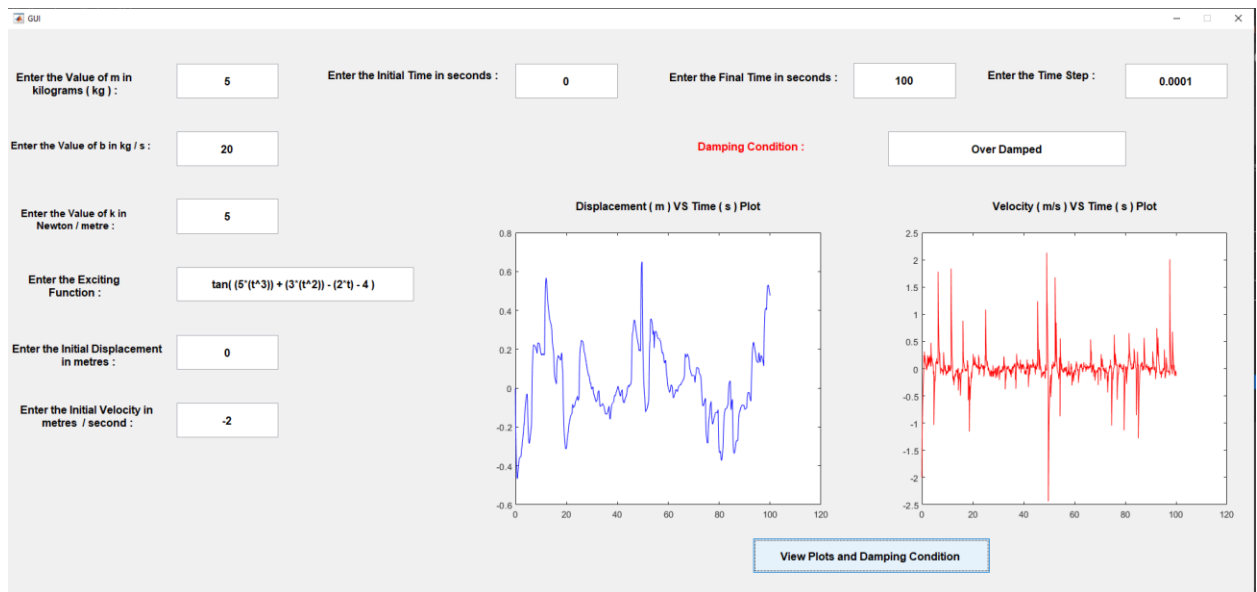 GUI
Enter the Value of m in
kilograms ( kg ) :
5
Enter the Initial Time in seconds :
0
Enter the Final Time in seconds :
100
Enter the Time Step :
0.0001
Enter the Value of b in kg / s :
20
Damping Condition :
Over Damped
Enter the Value of k in
Newton / metre :
5
Enter the Exciting
Function :
tan( (5*(t^3)) + (3*(t^2)) - (2*t) - 4 )
Enter the Initial Displacement
in metres :
0
Enter the Initial Velocity in
metres / second :
-2
Displacement ( m ) VS Time ( s ) Plot
0.8
0.6
0.4
0.2
0
-0.2
-0.4
-0.6
0 20 40 60 80 100 120
Velocity ( m/s ) VS Time ( s ) Plot
2.5
2
1.5
1
0.5
0
-0.5
-1
-1.5
-2
-2.5
0 20 40 60 80 100 120
View Plots and Damping Condition